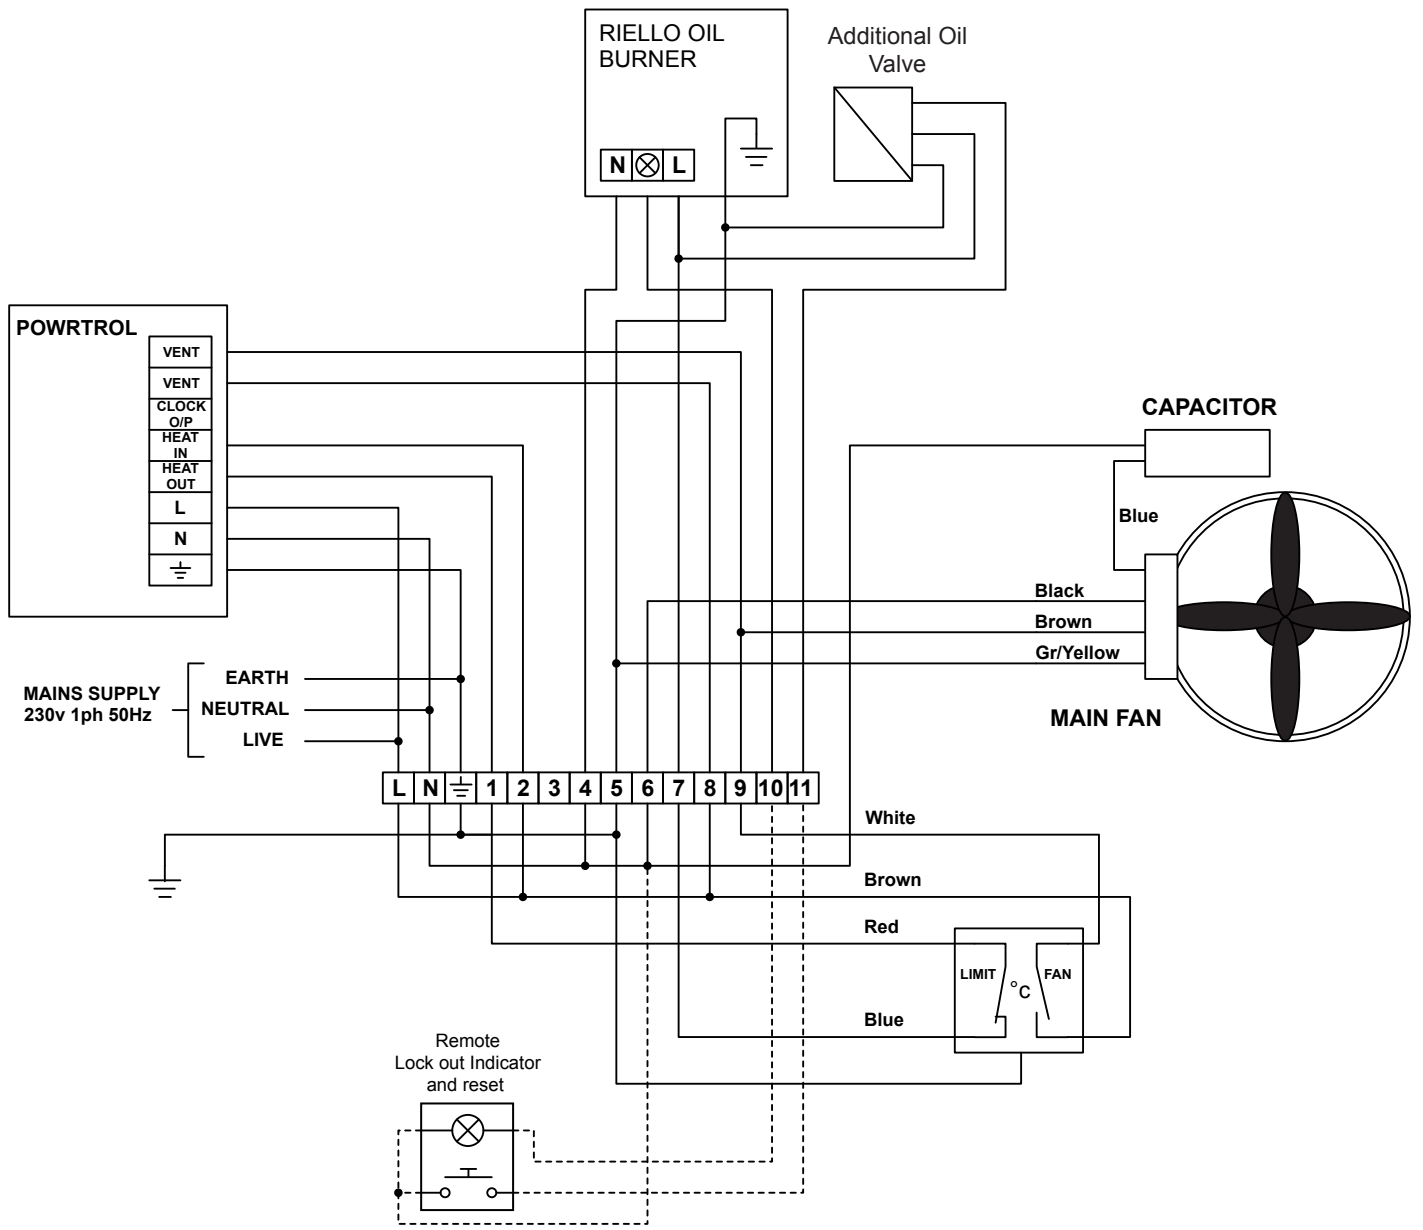 RIELLO OIL
BURNER
N L
Additional Oil
Valve
POWRTROL
VENT
VENT
CLOCK
O/P
HEAT
IN
HEAT
OUT
L
N
CAPACITOR
Blue
Black
Brown
Gr/Yellow
MAIN FAN
MAINS SUPPLY
230v 1ph 50Hz
EARTH
NEUTRAL
LIVE
L N 1 2 3 4 5 6 7 8 9 10 11
White
Brown
Red
LIMIT
°C
FAN
Blue
Remote
Lock out Indicator
and reset